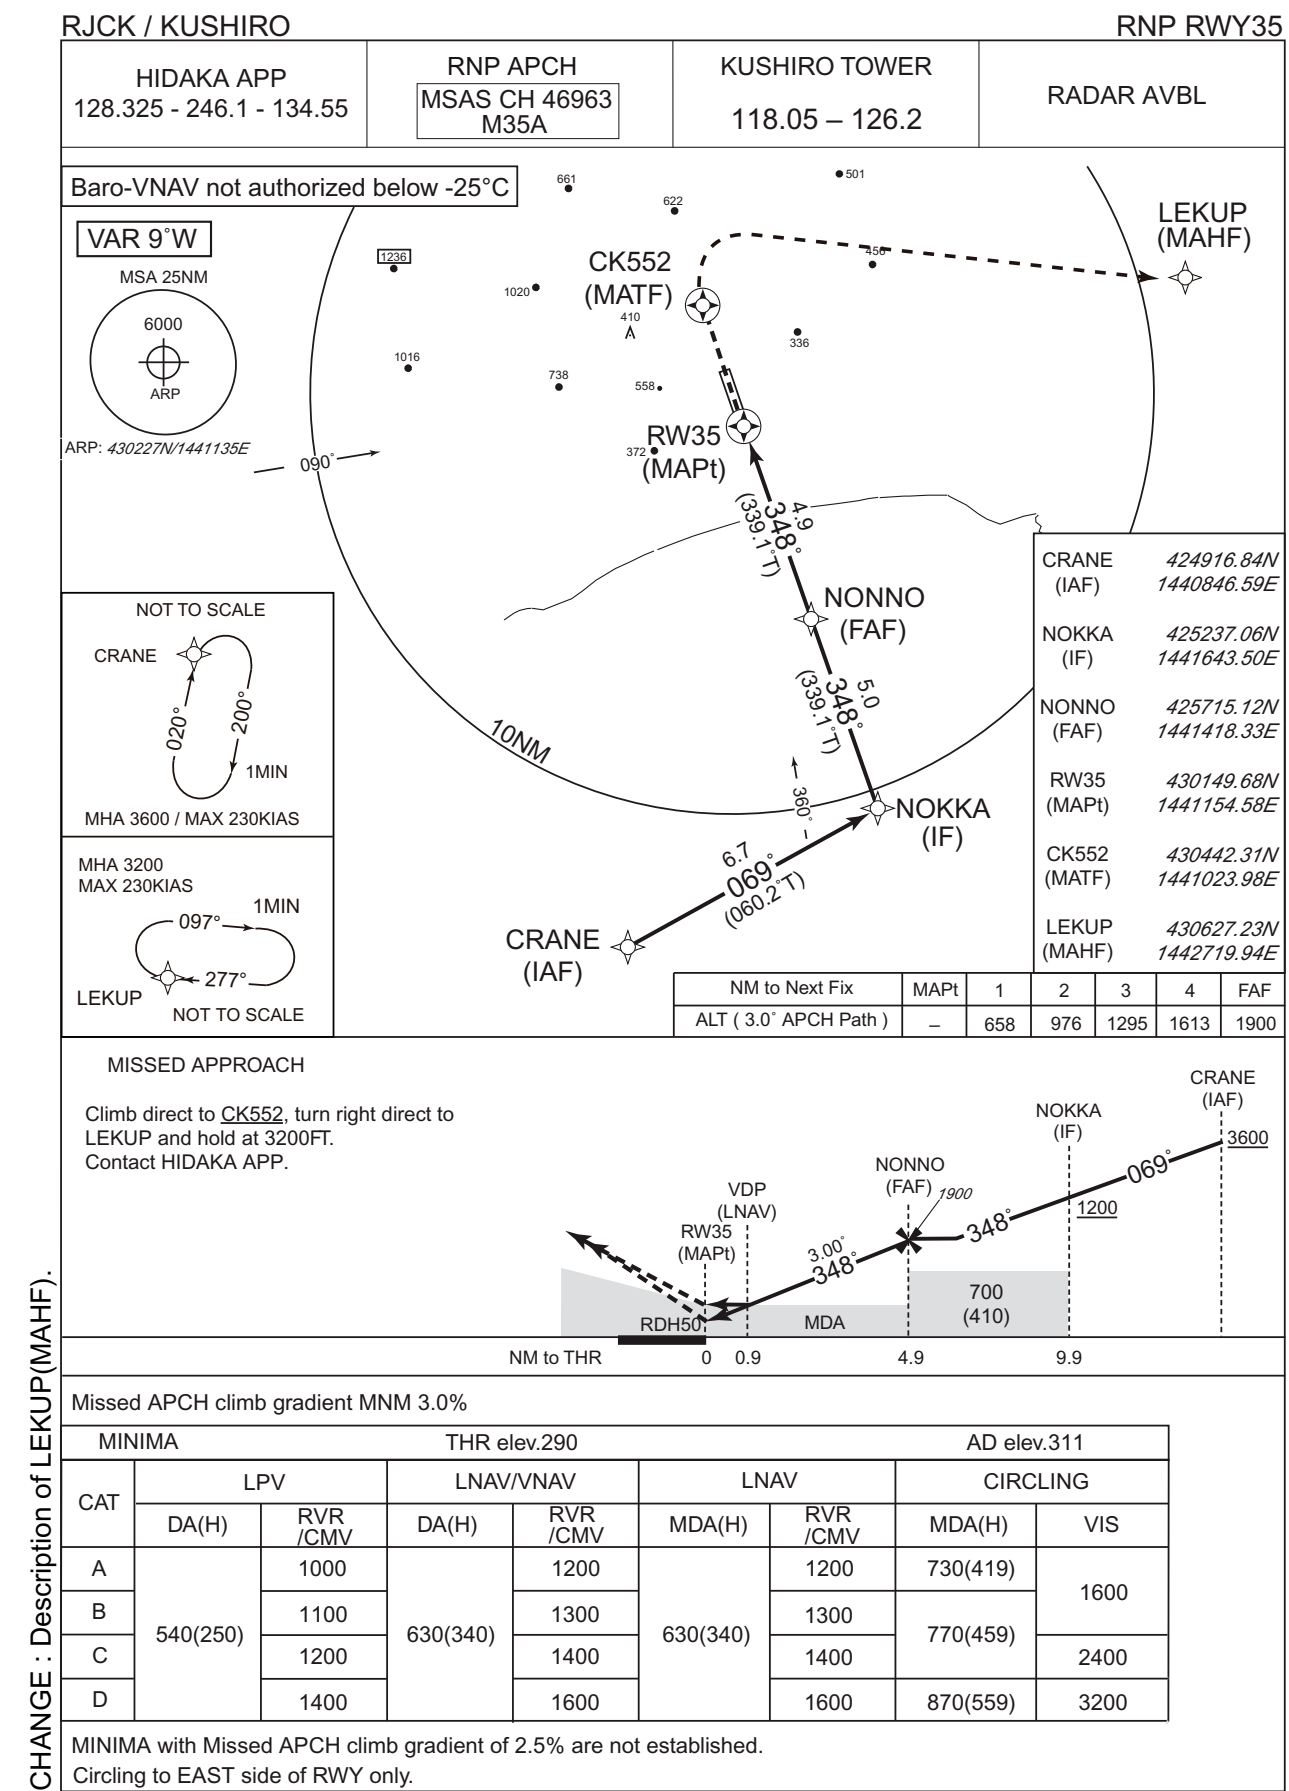 RJCK / KUSHIRO
RNP RWY35
HIDAKA APP
128.325 - 246.1 - 134.55
RNP APCH
MSAS CH 46963
M35A
KUSHIRO TOWER
118.05 – 126.2
RADAR AVBL
Baro-VNAV not authorized below -25°C
VAR 9˚W
MSA 25NM
6000
ARP
ARP: 430227N/1441135E
090˚
661
622
501
1236
1020
410
456
336
1016
738
558
372
CK552
(MATF)
LEKUP
(MAHF)
RW35
(MAPt)
4.9
348˚
(339.1˚T)
NONNO
(FAF)
5.0
348˚
(339.1˚T)
10NM
360˚
NOKKA
(IF)
6.7
069˚
(060.2˚T)
CRANE
(IAF)
NOT TO SCALE
CRANE
020°
200°
1MIN
MHA 3600 / MAX 230KIAS
MHA 3200
MAX 230KIAS
1MIN
097°
277°
LEKUP
NOT TO SCALE
CRANE 424916.84N
(IAF) 1440846.59E
NOKKA 425237.06N
(IF) 1441643.50E
NONNO 425715.12N
(FAF) 1441418.33E
RW35 430149.68N
(MAPt) 1441154.58E
CK552 430442.31N
(MATF) 1441023.98E
LEKUP 430627.23N
(MAHF) 1442719.94E
NM to Next Fix MAPt 1 2 3 4 FAF
ALT ( 3.0˚ APCH Path ) – 658 976 1295 1613 1900
MISSED APPROACH
Climb direct to CK552, turn right direct to
LEKUP and hold at 3200FT.
Contact HIDAKA APP.
CRANE
(IAF)
3600
069˚
NOKKA
(IF)
1200
348˚
NONNO
(FAF)
1900
VDP
(LNAV)
RW35
(MAPt)
3.00˚
348˚
700
(410)
RDH50
MDA
NM to THR 0 0.9 4.9 9.9
Missed APCH climb gradient MNM 3.0%
MINIMA THR elev.290 AD elev.311
CAT LPV LNAV/VNAV LNAV CIRCLING
DA(H) RVR/CMV DA(H) RVR/CMV MDA(H) RVR/CMV MDA(H) VIS
A 540(250) 1000 630(340) 1200 630(340) 1200 730(419) 1600
B 1100 1300 1300 770(459)
C 1200 1400 1400 2400
D 1400 1600 1600 870(559) 3200
MINIMA with Missed APCH climb gradient of 2.5% are not established.
Circling to EAST side of RWY only.
CHANGE : Description of LEKUP(MAHF).